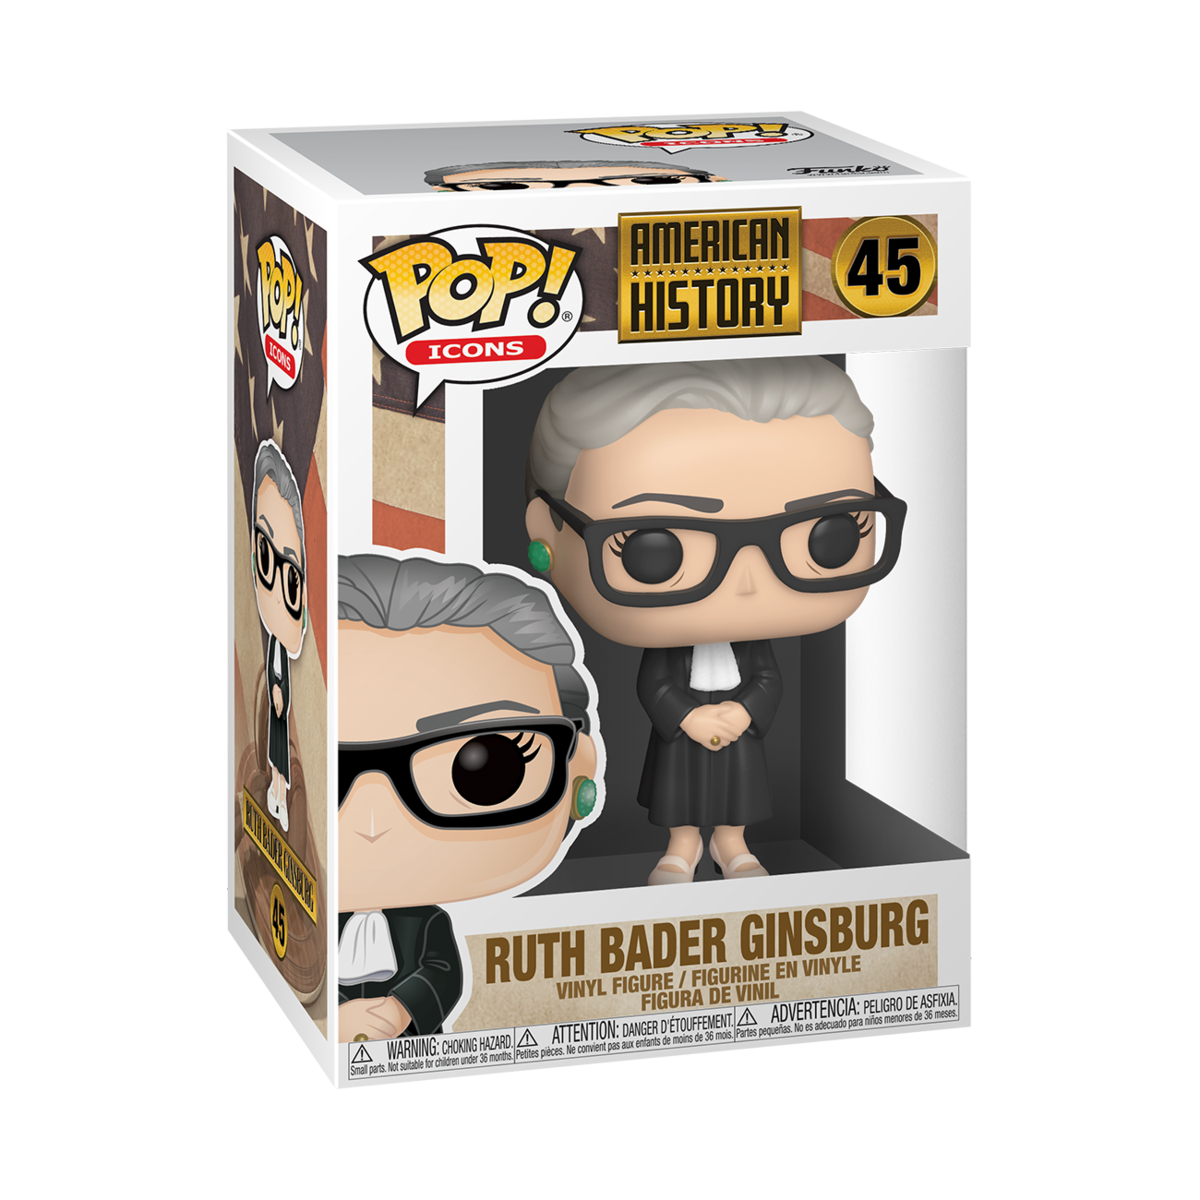 POP!
ICONS
Funko
POP!
ICONS
RUTH BADER GINSBURG
45
POP!®
ICONS
AMERICAN
HISTORY
45
RUTH BADER GINSBURG
VINYL FIGURE / FIGURINE EN VINYLE
FIGURA DE VINIL
WARNING: CHOKING HAZARD.
Small parts. Not suitable for children under 36 months.
ATTENTION: DANGER D'ÉTOUFFEMENT.
Petites pièces. Ne convient pas aux enfants de moins de 36 mois.
ADVERTENCIA: PELIGRO DE ASFIXIA.
Partes pequeñas. No es adecuado para niños menores de 36 meses.